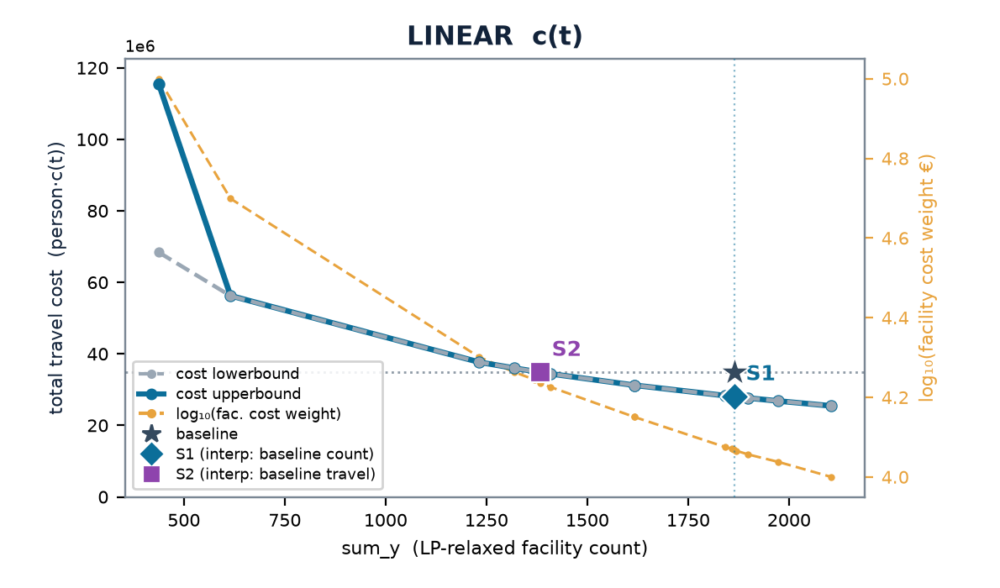 LINEAR c(t)
1e6
120
100
80
60
40
20
0
total travel cost (person·c(t))
5.0
4.8
4.6
4.4
4.2
4.0
log₁₀(facility cost weight €)
S2
S1
cost lowerbound
cost upperbound
log₁₀(fac. cost weight)
baseline
S1 (interp: baseline count)
S2 (interp: baseline travel)
500 750 1000 1250 1500 1750 2000
sum_y (LP-relaxed facility count)